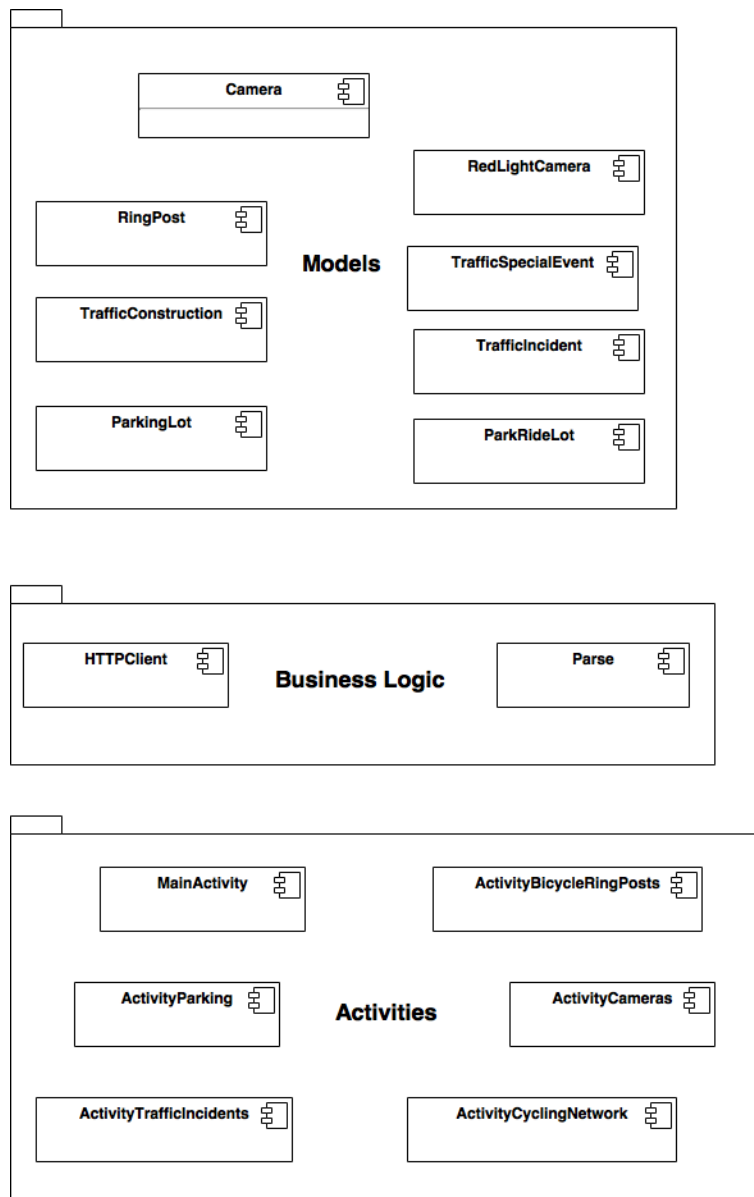 Camera
RedLightCamera
RingPost
Models
TrafficSpecialEvent
TrafficConstruction
TrafficIncident
ParkingLot
ParkRideLot
HTTPClient
Business Logic
Parse
MainActivity
ActivityBicycleRingPosts
ActivityParking
Activities
ActivityCameras
ActivityTrafficIncidents
ActivityCyclingNetwork